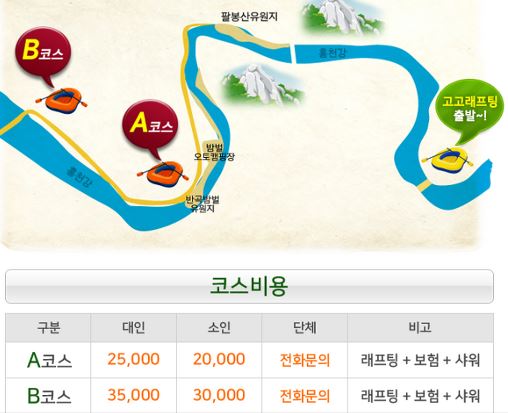 팔봉산유원지
홍천강
B코스
고고래프팅
출발~!
A코스
밤벌
오토캠핑장
홍천강
반곡밤벌
유원지
코스비용
구분 대인 소인 단체 비고
A코스 25,000 20,000 전화문의 래프팅 + 보험 + 샤워
B코스 35,000 30,000 전화문의 래프팅 + 보험 + 샤워